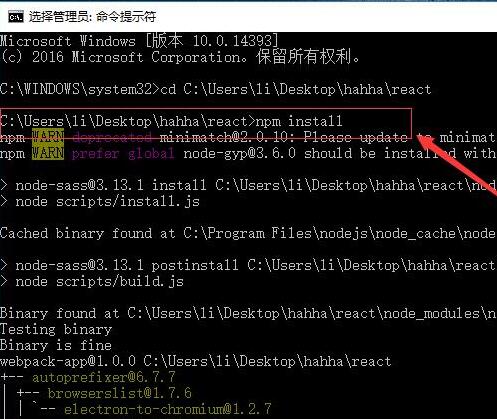 选择管理员: 命令提示符
Microsoft Windows [版本 10.0.14393]
(c) 2016 Microsoft Corporation。保留所有权利。
C:\WINDOWS\system32>cd C:\Users\li\Desktop\hahha\react
C:\Users\li\Desktop\hahha\react>npm install
npm WARN deprecated minimatch@2.0.10: Please update to minimat
npm WARN prefer global node-gyp@3.6.0 should be installed with
> node-sass@3.13.1 install C:\Users\li\Desktop\hahha\react\nod
> node scripts/install.js
Cached binary found at C:\Program Files\nodejs\node_cache\node
> node-sass@3.13.1 postinstall C:\Users\li\Desktop\hahha\react
> node scripts/build.js
Binary found at C:\Users\li\Desktop\hahha\react\node_modules\n
Testing binary
Binary is fine
webpack-app@1.0.0 C:\Users\li\Desktop\hahha\react
+-- autoprefixer@6.7.7
| +-- browserslist@1.7.6
| | `-- electron-to-chromium@1.2.7